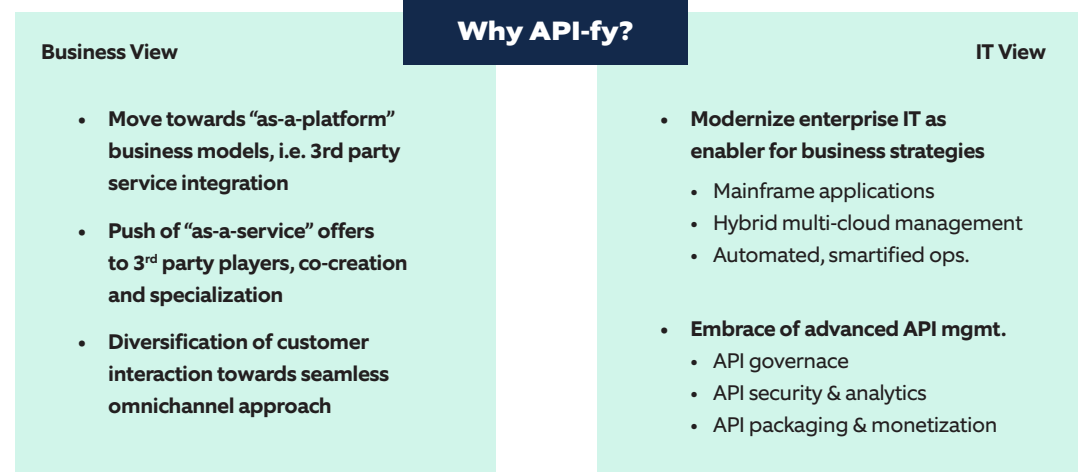 Why API-fy?
Business View
• Move towards “as-a-platform”
business models, i.e. 3rd party
service integration
• Push of “as-a-service” offers
to 3rd party players, co-creation
and specialization
• Diversification of customer
interaction towards seamless
omnichannel approach
IT View
• Modernize enterprise IT as
enabler for business strategies
• Mainframe applications
• Hybrid multi-cloud management
• Automated, smartified ops.
• Embrace of advanced API mgmt.
• API governace
• API security & analytics
• API packaging & monetization